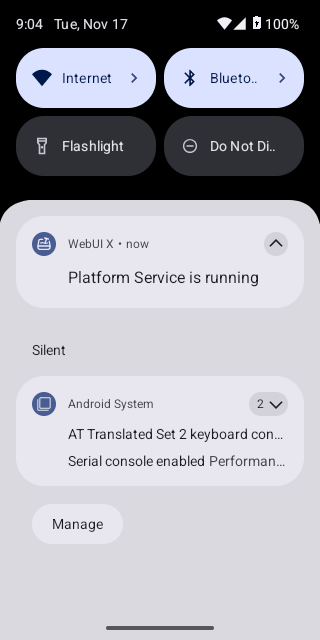 9:04 Tue, Nov 17 100%
Internet Blueto..
Flashlight Do Not Di..
WebUI X • now
Platform Service is running
Silent
Android System 2
AT Translated Set 2 keyboard con…
Serial console enabled Performan…
Manage